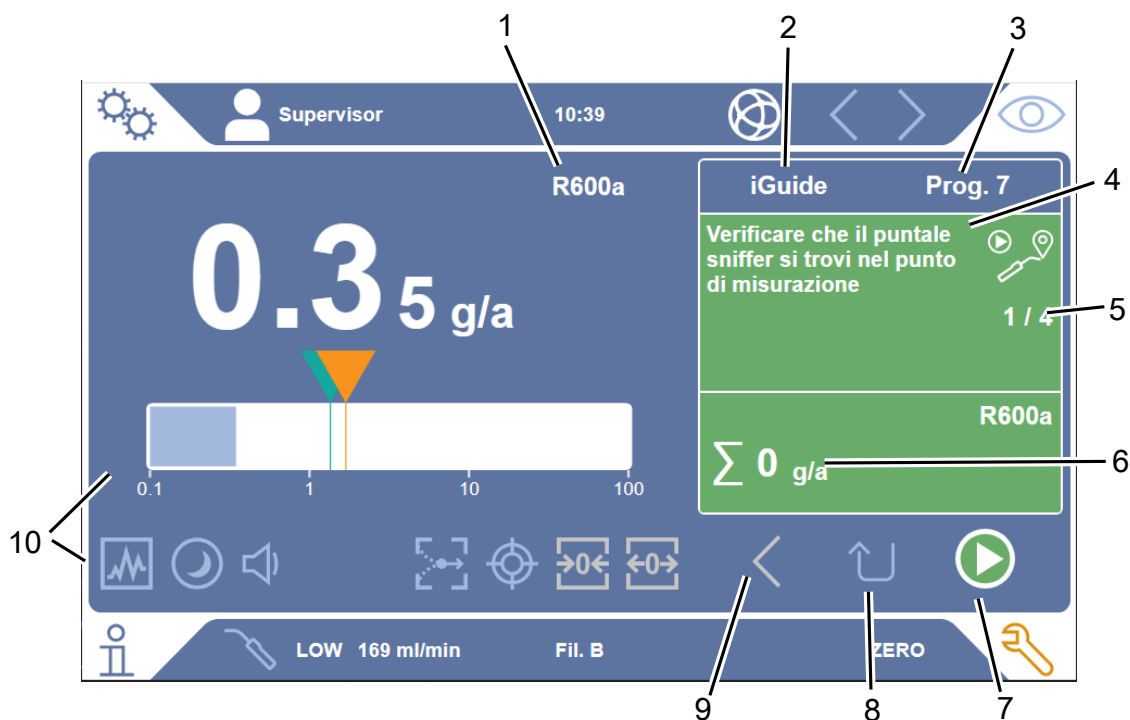 1
2
3
Supervisor
10:39
R600a
iGuide
Prog. 7
4
0.35 g/a
Verificare che il puntale
sniffer si trovi nel punto
di misurazione
1 / 4
5
R600a
∑ 0 g/a
6
0.1
1
10
100
10
>0<
<0>
LOW
169 ml/min
Fil. B
ZERO
9
8
7